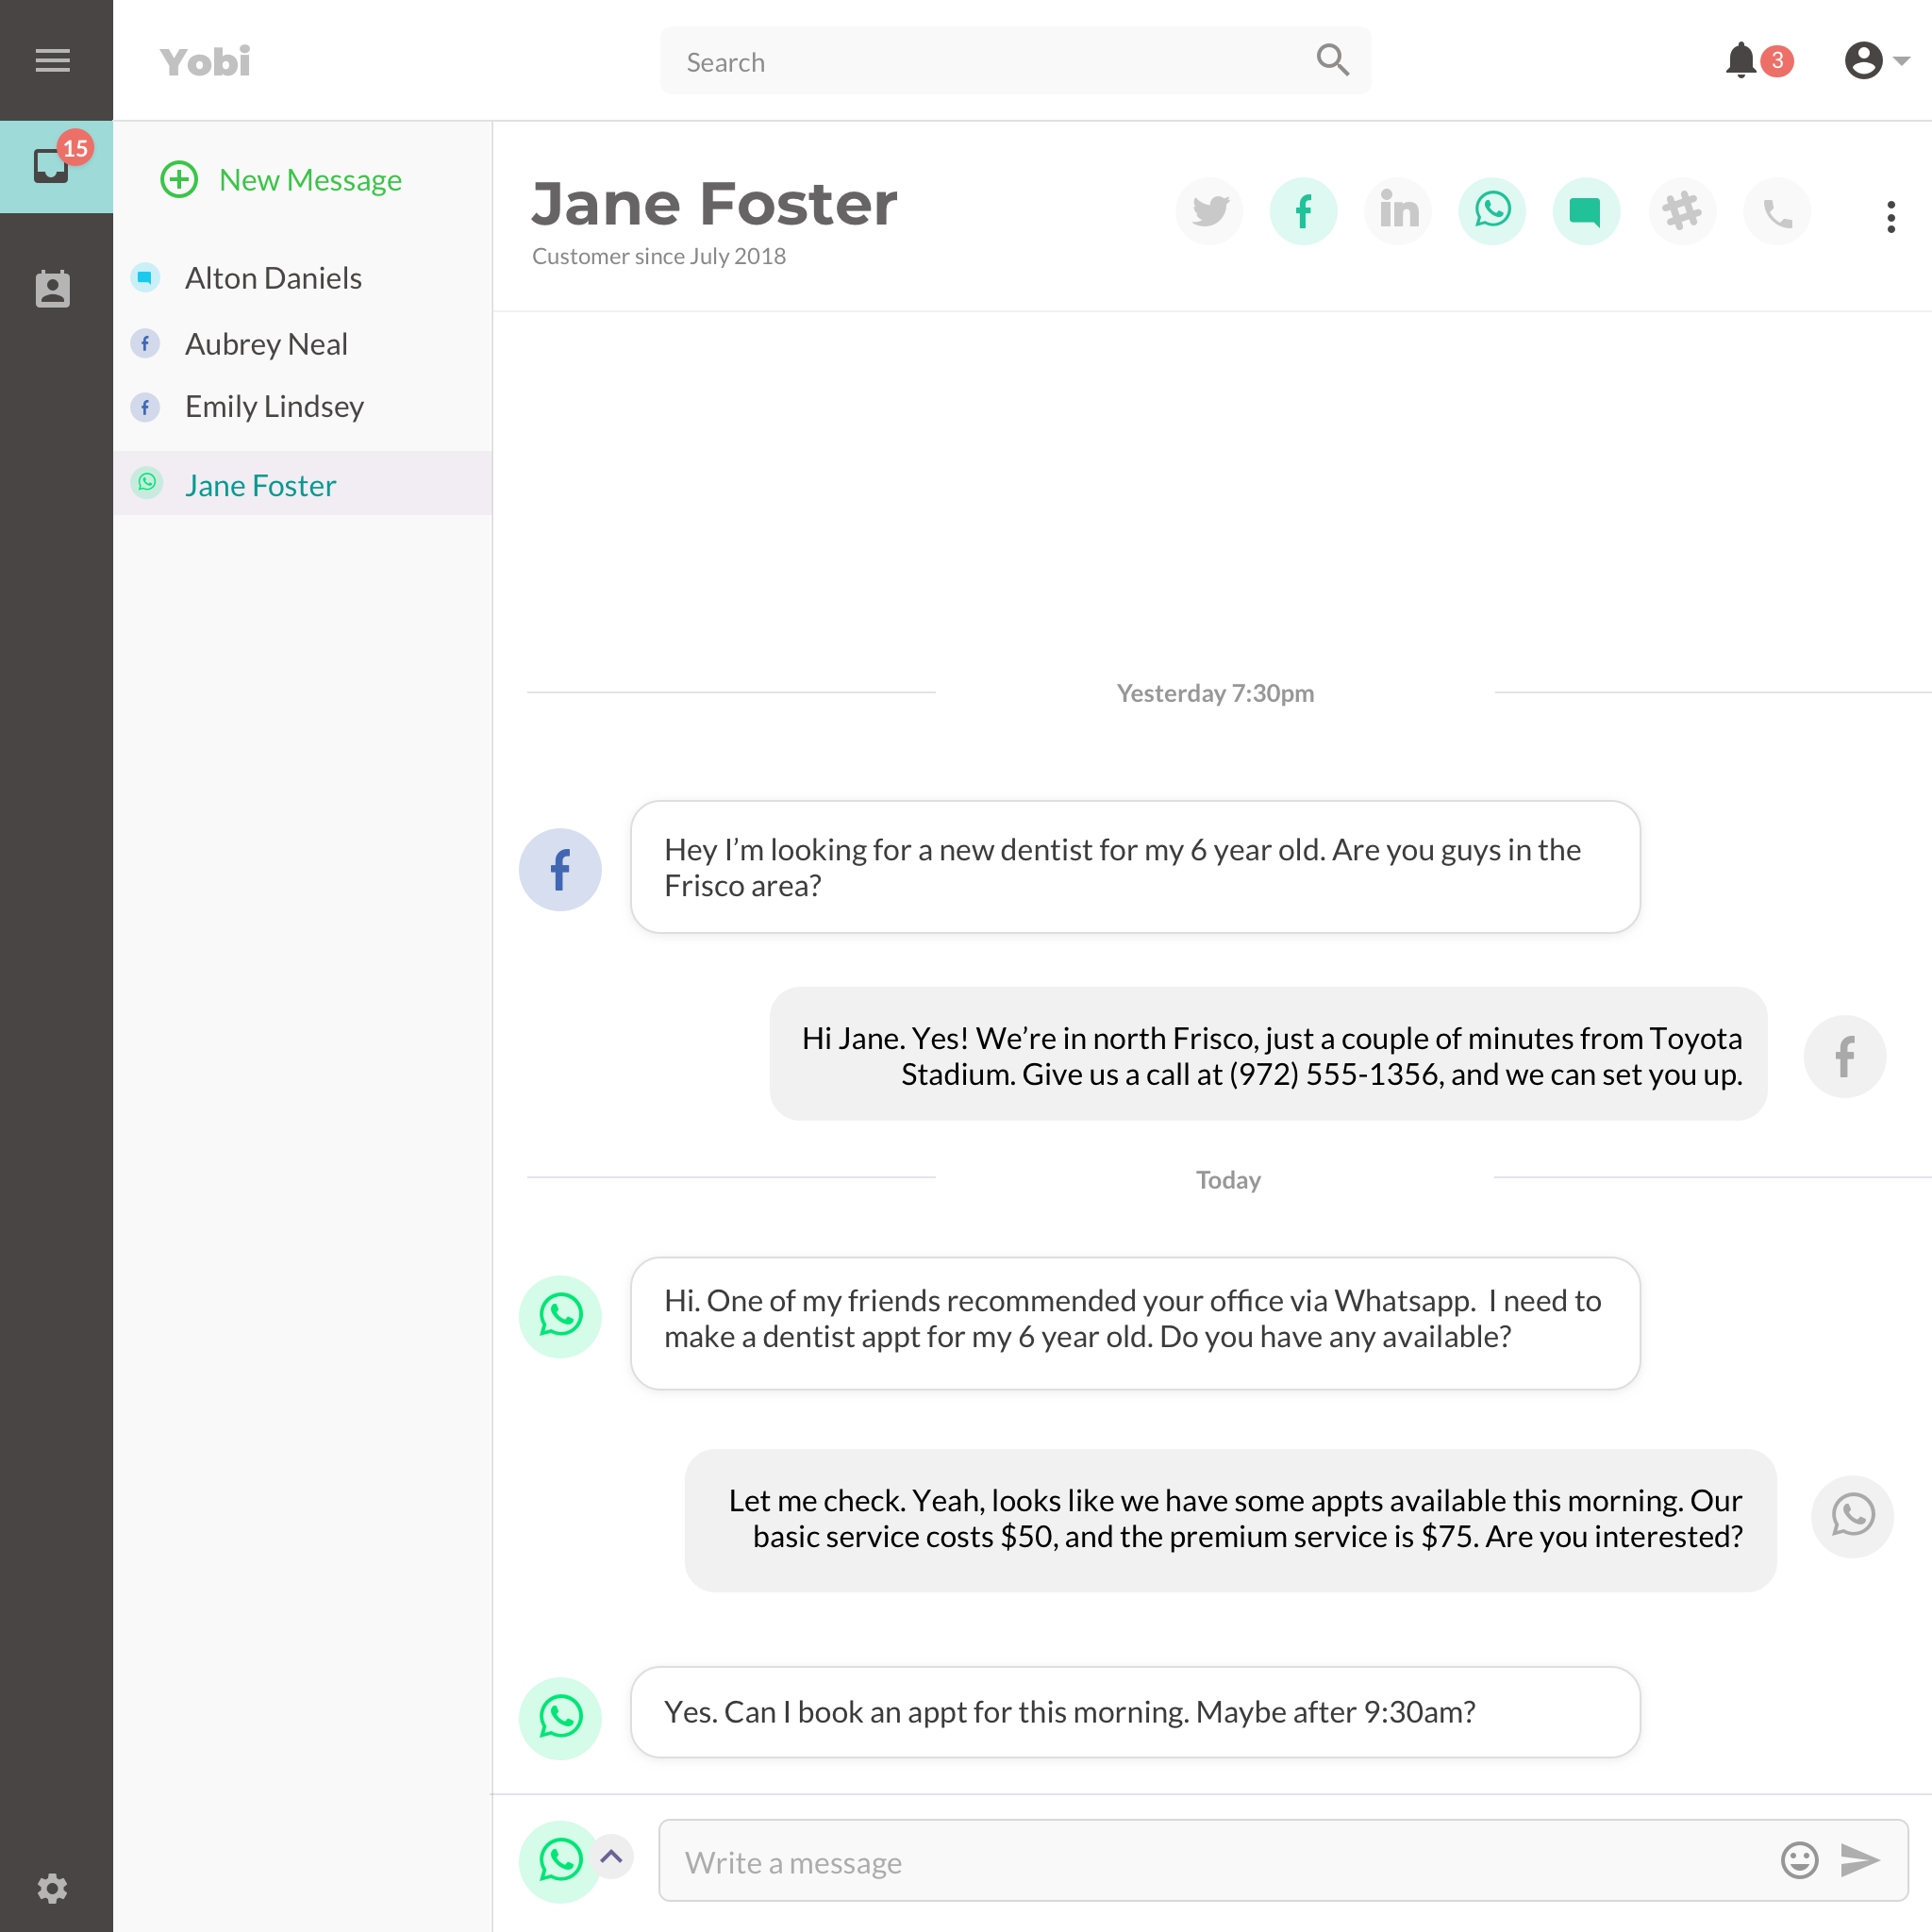 Yobi
Search
3
15
New Message
Alton Daniels
Aubrey Neal
Emily Lindsey
Jane Foster
Jane Foster
Customer since July 2018
Yesterday 7:30pm
Hey I’m looking for a new dentist for my 6 year old. Are you guys in the
Frisco area?
Hi Jane. Yes! We’re in north Frisco, just a couple of minutes from Toyota
Stadium. Give us a call at (972) 555-1356, and we can set you up.
Today
Hi. One of my friends recommended your office via Whatsapp.  I need to
make a dentist appt for my 6 year old. Do you have any available?
Let me check. Yeah, looks like we have some appts available this morning. Our
basic service costs $50, and the premium service is $75. Are you interested?
Yes. Can I book an appt for this morning. Maybe after 9:30am?
Write a message